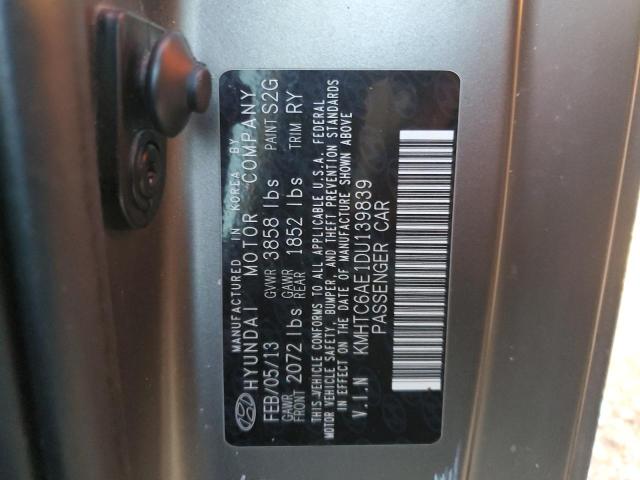 MANUFACTURED IN KOREA BY
HYUNDAI MOTOR COMPANY
FEB/05/13 GVWR 3858 lbs PAINT S2G
GAWR FRONT 2072 lbs GAWR REAR 1852 lbs TRIM RY
THIS VEHICLE CONFORMS TO ALL APPLICABLE U.S.A. FEDERAL
MOTOR VEHICLE SAFETY, BUMPER, AND THEFT PREVENTION STANDARDS
IN EFFECT ON THE DATE OF MANUFACTURE SHOWN ABOVE
V.I.N KMHTC6AE1DU139839
PASSENGER CAR